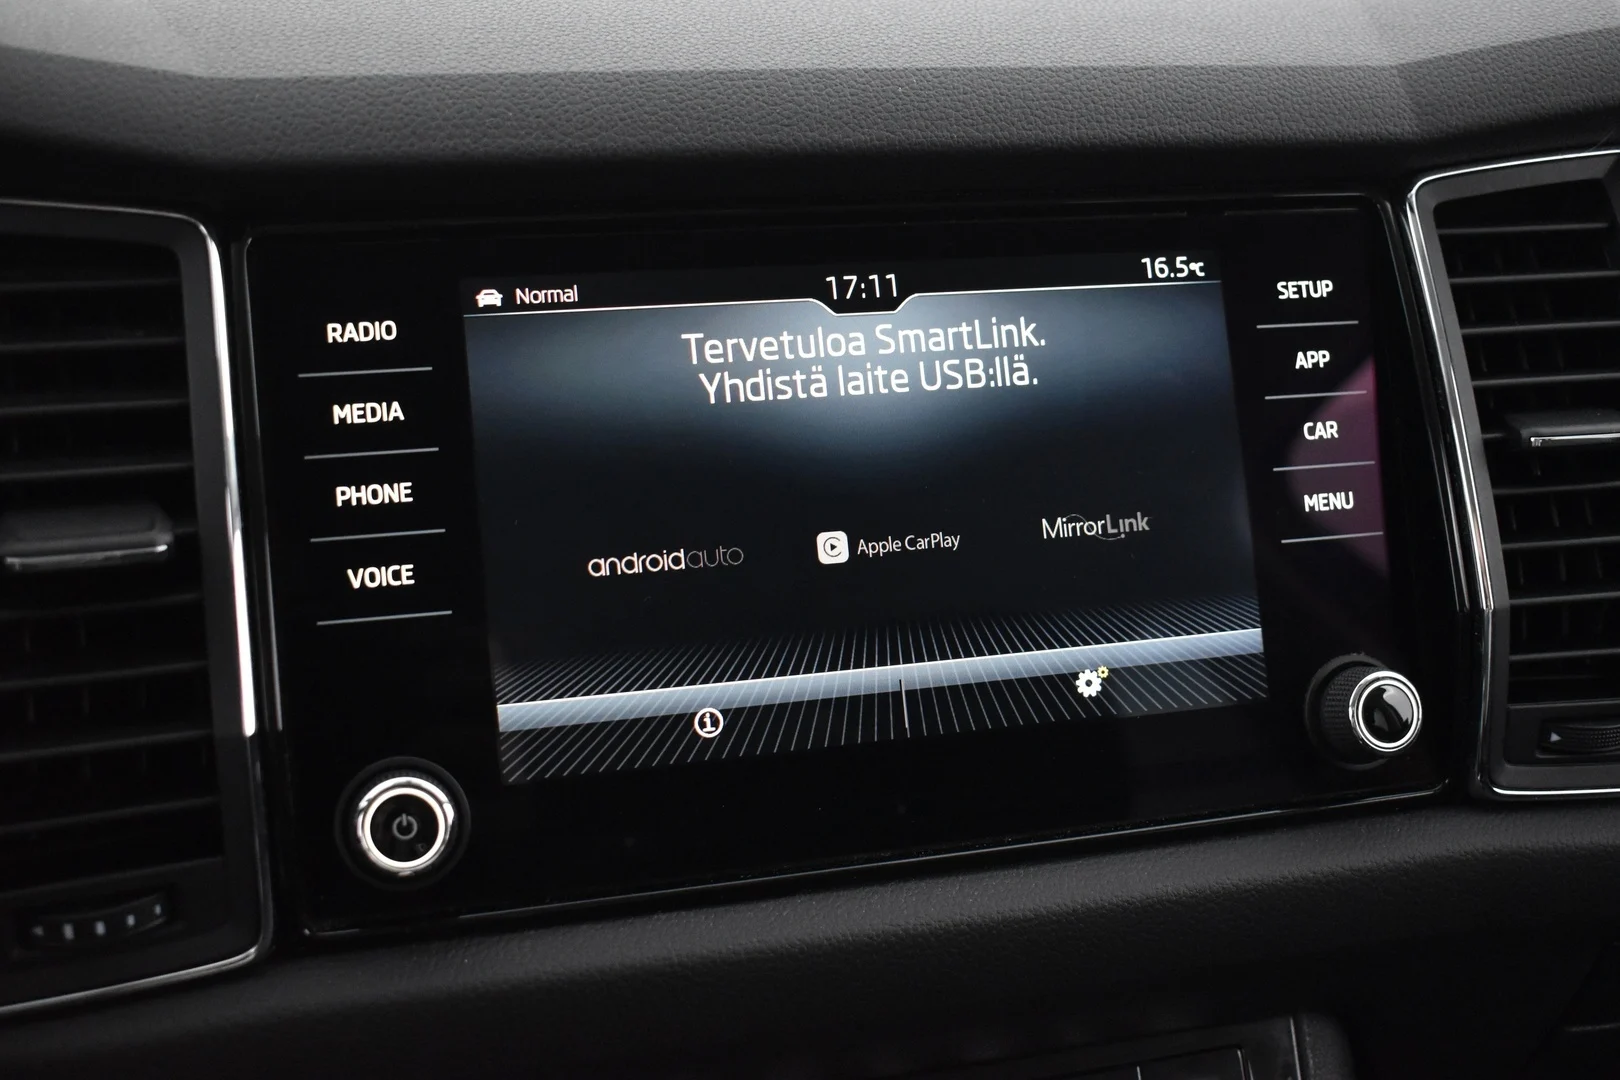 Normal
17:11
16.5°C
Tervetuloa SmartLink.
Yhdistä laite USB:llä.
androidauto
Apple CarPlay
MirrorLink
RADIO
MEDIA
PHONE
VOICE
SETUP
APP
CAR
MENU